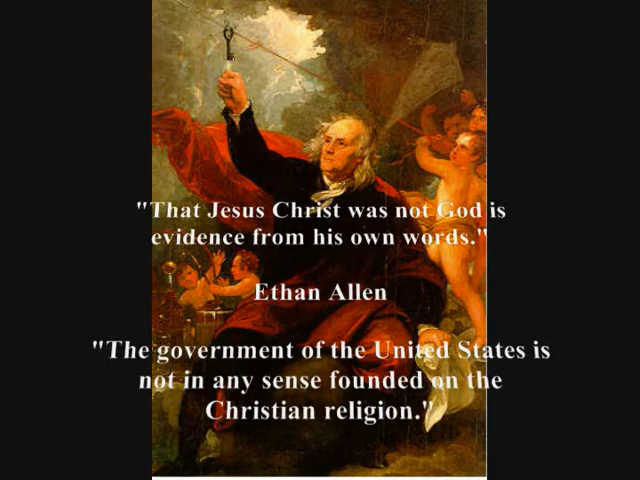 "That Jesus Christ was not God is
evidence from his own words."
Ethan Allen
"The government of the United States is
not in any sense founded on the
Christian religion."